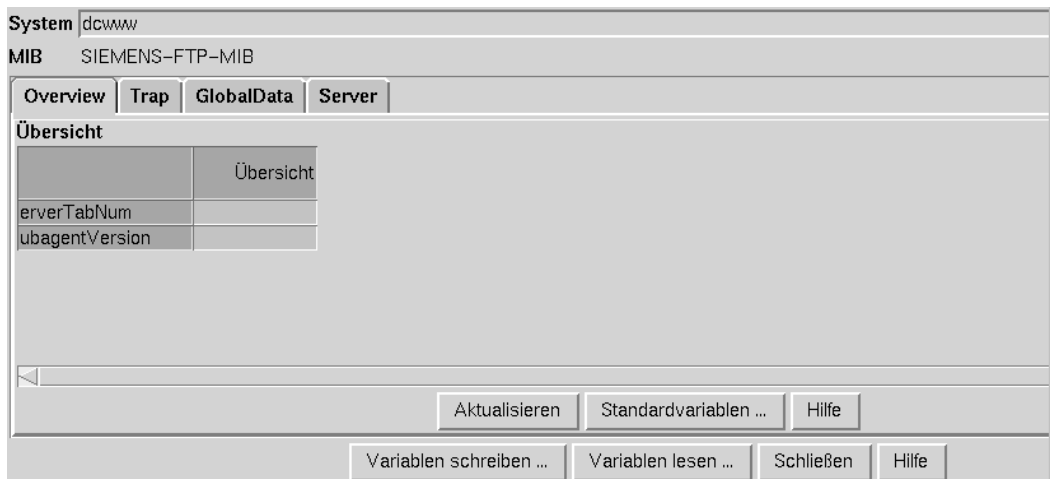 System dcwww
MIB SIEMENS-FTP-MIB
Overview Trap GlobalData Server
Übersicht
Übersicht
erverTabNum
ubagentVersion
Aktualisieren Standardvariablen ... Hilfe
Variablen schreiben ... Variablen lesen ... Schließen Hilfe